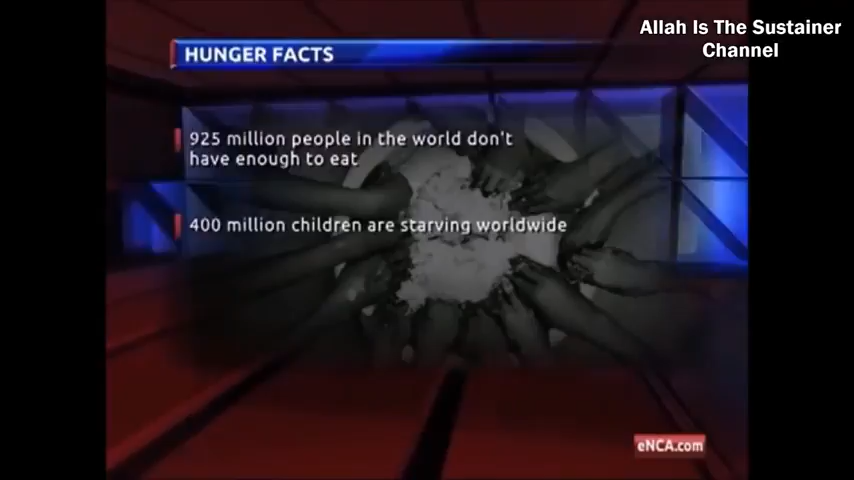 Allah Is The Sustainer
Channel
HUNGER FACTS
925 million people in the world don't
have enough to eat
400 million children are starving worldwide
eNCA.com